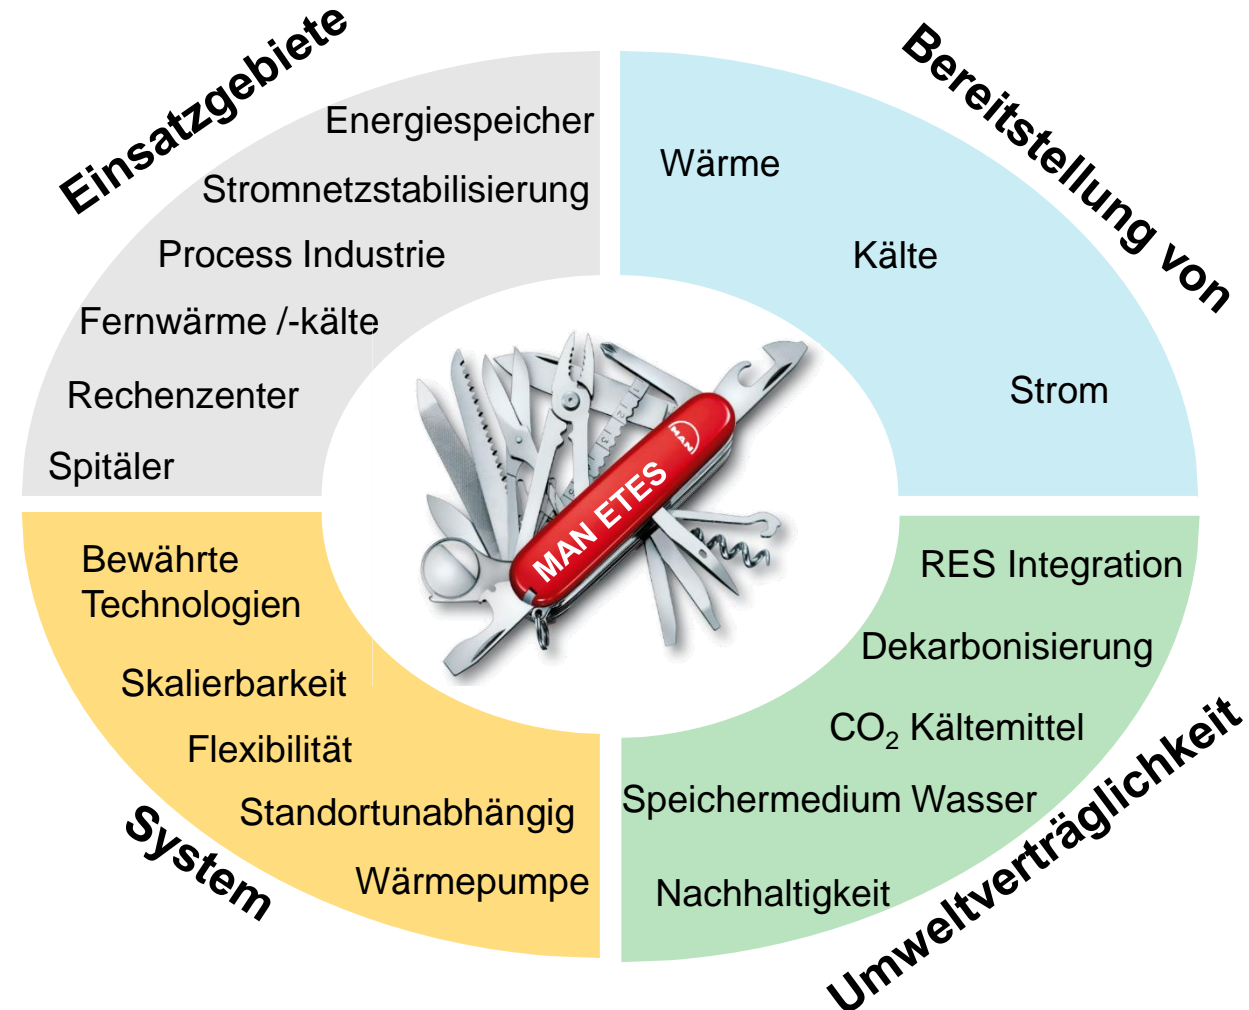 Einsatzgebiete
Energiespeicher
Stromnetzstabilisierung
Process Industrie
Fernwärme /-kälte
Rechenzenter
Spitäler
Bereitstellung von
Wärme
Kälte
Strom
MAN
MAN ETES
Bewährte
Technologien
Skalierbarkeit
Flexibilität
Standortunabhängig
Wärmepumpe
System
RES Integration
Dekarbonisierung
CO₂ Kältemittel
Speichermedium Wasser
Nachhaltigkeit
Umweltverträglichkeit